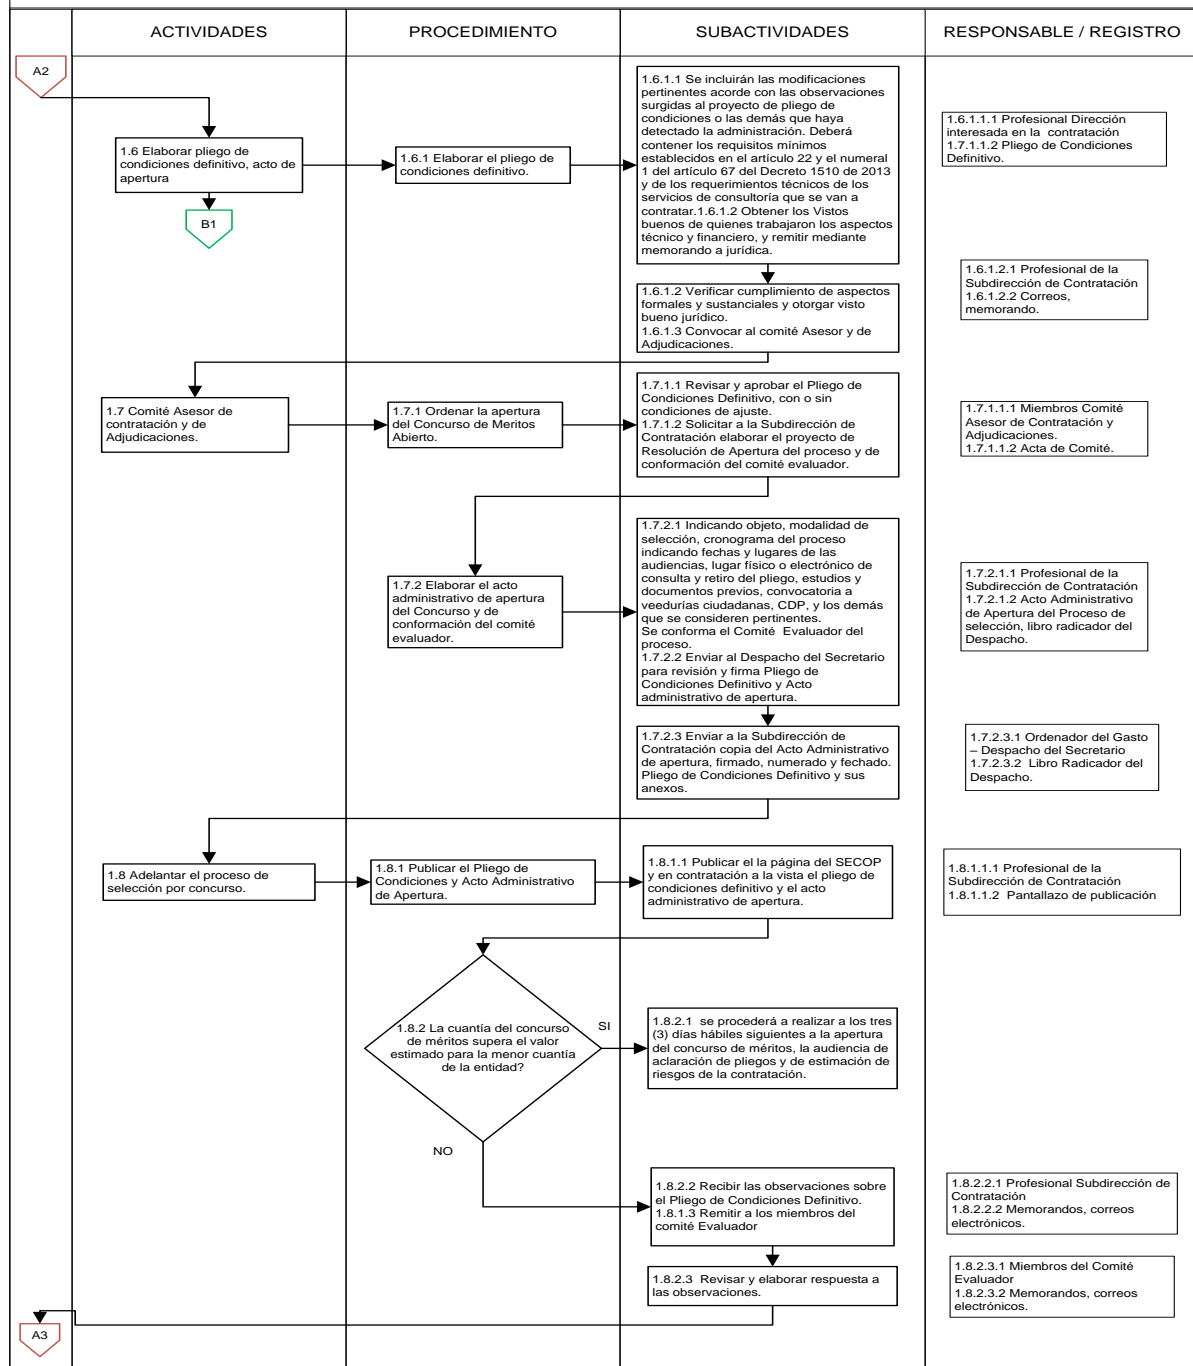 ACTIVIDADES
PROCEDIMIENTO
SUBACTIVIDADES
RESPONSABLE / REGISTRO
A2
1.6 Elaborar pliego de
condiciones definitivo, acto de
apertura
B1
1.6.1 Elaborar el pliego de
condiciones definitivo.
1.6.1.1 Se incluirán las modificaciones
pertinentes acorde con las observaciones
surgidas al proyecto de pliego de
condiciones o las demás que haya
detectado la administración. Deberá
contener los requisitos mínimos
establecidos en el artículo 22 y el numeral
1 del artículo 67 del Decreto 1510 de 2013
y de los requerimientos técnicos de los
servicios de consultoría que se van a
contratar.1.6.1.2 Obtener los Vistos
buenos de quienes trabajaron los aspectos
técnico y financiero, y remitir mediante
memorando a jurídica.
1.6.1.1.1 Profesional Dirección
interesada en la  contratación
1.7.1.1.2 Pliego de Condiciones
Definitivo.
1.6.1.2 Verificar cumplimiento de aspectos
formales y sustanciales y otorgar visto
bueno jurídico.
1.6.1.3 Convocar al comité Asesor y de
Adjudicaciones.
1.6.1.2.1 Profesional de la
Subdirección de Contratación
1.6.1.2.2 Correos,
memorando.
1.7 Comité Asesor de
contratación y de
Adjudicaciones.
1.7.1 Ordenar la apertura
del Concurso de Meritos
Abierto.
1.7.1.1 Revisar y aprobar el Pliego de
Condiciones Definitivo, con o sin
condiciones de ajuste.
1.7.1.2 Solicitar a la Subdirección de
Contratación elaborar el proyecto de
Resolución de Apertura del proceso y de
conformación del comité evaluador.
1.7.1.1.1 Miembros Comité
Asesor de Contratación y
Adjudicaciones.
1.7.1.1.2 Acta de Comité.
1.7.2 Elaborar el acto
administrativo de apertura
del Concurso y de
conformación del comité
evaluador.
1.7.2.1 Indicando objeto, modalidad de
selección, cronograma del proceso
indicando fechas y lugares de las
audiencias, lugar físico o electrónico de
consulta y retiro del pliego, estudios y
documentos previos, convocatoria a
veedurías ciudadanas, CDP, y los demás
que se consideren pertinentes.
Se conforma el Comité  Evaluador del
proceso.
1.7.2.2 Enviar al Despacho del Secretario
para revisión y firma Pliego de
Condiciones Definitivo y Acto
administrativo de apertura.
1.7.2.1.1 Profesional de la
Subdirección de Contratación
1.7.2.1.2 Acto Administrativo
de Apertura del Proceso de
selección, libro radicador del
Despacho.
1.7.2.3 Enviar a la Subdirección de
Contratación copia del Acto Administrativo
de apertura, firmado, numerado y fechado.
Pliego de Condiciones Definitivo y sus
anexos.
1.7.2.3.1 Ordenador del Gasto
– Despacho del Secretario
1.7.2.3.2  Libro Radicador del
Despacho.
1.8 Adelantar el proceso de
selección por concurso.
1.8.1 Publicar el Pliego de
Condiciones y Acto Administrativo
de Apertura.
1.8.1.1 Publicar el la página del SECOP
y en contratación a la vista el pliego de
condiciones definitivo y el acto
administrativo de apertura.
1.8.1.1.1 Profesional de la
Subdirección de Contratación
1.8.1.1.2  Pantallazo de publicación
1.8.2 La cuantía del concurso
de méritos supera el valor
estimado para la menor cuantía
de la entidad?
SI
1.8.2.1  se procederá a realizar a los tres
(3) días hábiles siguientes a la apertura
del concurso de méritos, la audiencia de
aclaración de pliegos y de estimación de
riesgos de la contratación.
NO
1.8.2.2 Recibir las observaciones sobre
el Pliego de Condiciones Definitivo.
1.8.1.3 Remitir a los miembros del
comité Evaluador
1.8.2.2.1 Profesional Subdirección de
Contratación
1.8.2.2.2 Memorandos, correos
electrónicos.
1.8.2.3  Revisar y elaborar respuesta a
las observaciones.
1.8.2.3.1 Miembros del Comité
Evaluador
1.8.2.3.2 Memorandos, correos
electrónicos.
A3